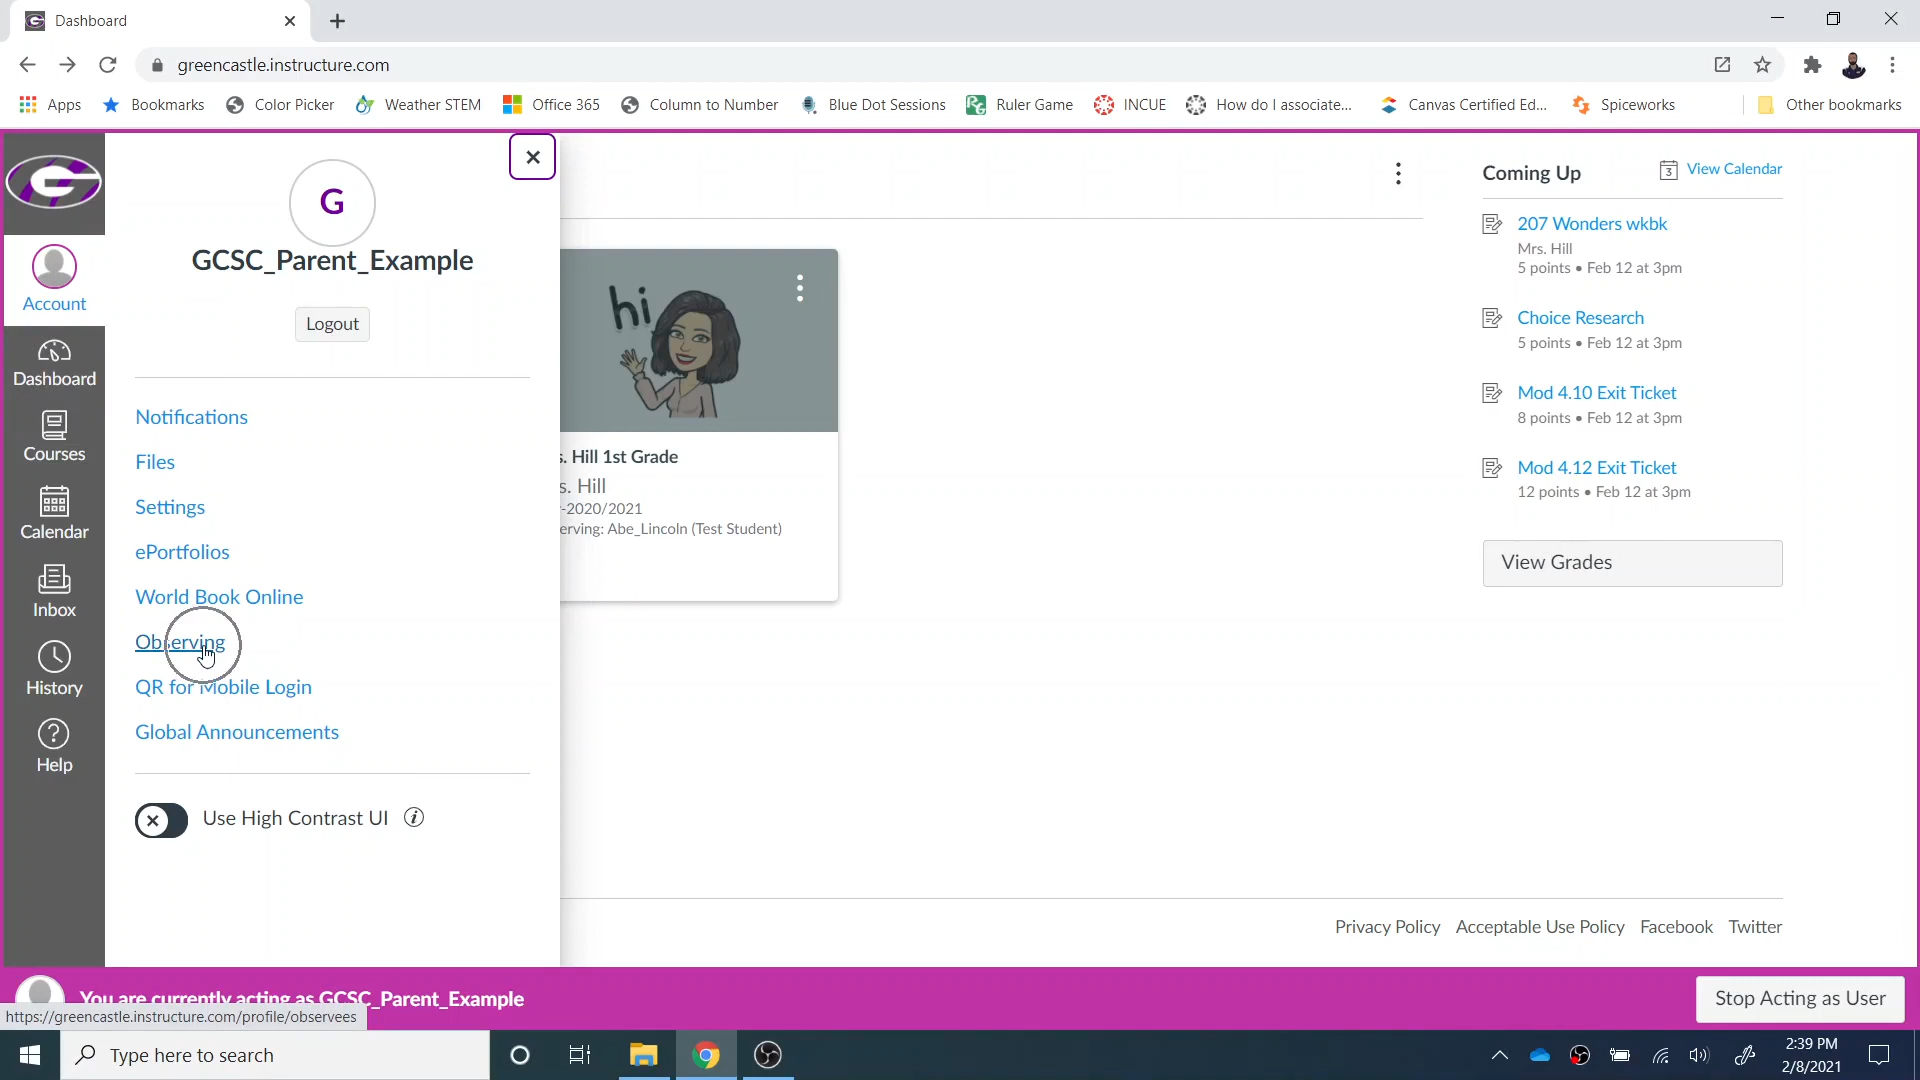 Dashboard
greencastle.instructure.com
Apps
Bookmarks
Color Picker
Weather STEM
Office 365
Column to Number
Blue Dot Sessions
Ruler Game
INCUE
How do I associate...
Canvas Certified Ed...
Spiceworks
Other bookmarks
G
Account
Dashboard
Courses
Calendar
Inbox
History
Help
G
GCSC_Parent_Example
Logout
Notifications
Files
Settings
ePortfolios
World Book Online
Observing
QR for Mobile Login
Global Announcements
Use High Contrast UI
hi
s. Hill 1st Grade
s. Hill
-2020/2021
erving: Abe_Lincoln (Test Student)
Coming Up
3
View Calendar
207 Wonders wkbk
Mrs. Hill
5 points • Feb 12 at 3pm
Choice Research
5 points • Feb 12 at 3pm
Mod 4.10 Exit Ticket
8 points • Feb 12 at 3pm
Mod 4.12 Exit Ticket
12 points • Feb 12 at 3pm
View Grades
Privacy Policy Acceptable Use Policy Facebook Twitter
You are currently acting as GCSC_Parent_Example
Stop Acting as User
https://greencastle.instructure.com/profile/observees
Type here to search
2:39 PM
2/8/2021